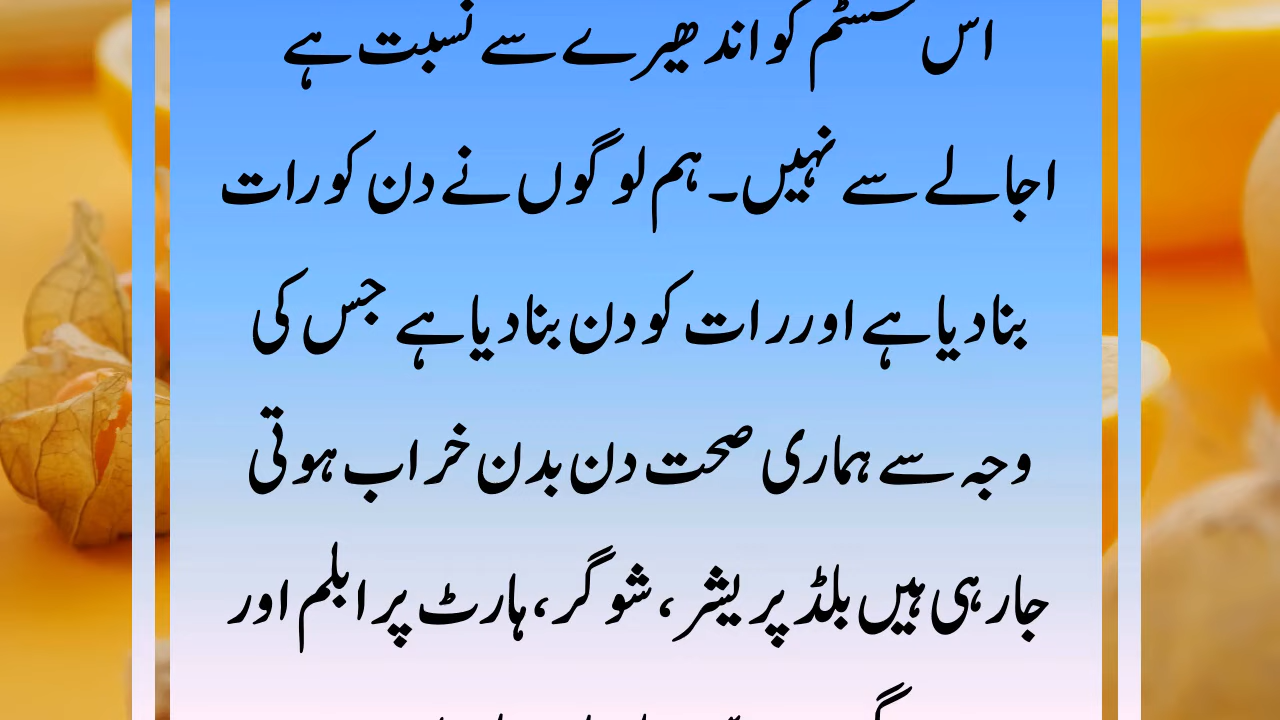 اس سسٹم کو اندھیرے سے نسبت ہے
اجالے سے نہیں۔ ہم لوگوں نے دن کو رات
بنا دیا ہے اور رات کو دن بنا دیا ہے جس کی
وجہ سے ہماری صحت دن بدن خراب ہوتی
جا رہی ہیں بلڈ پریشر، شوگر، ہارٹ پرابلم اور